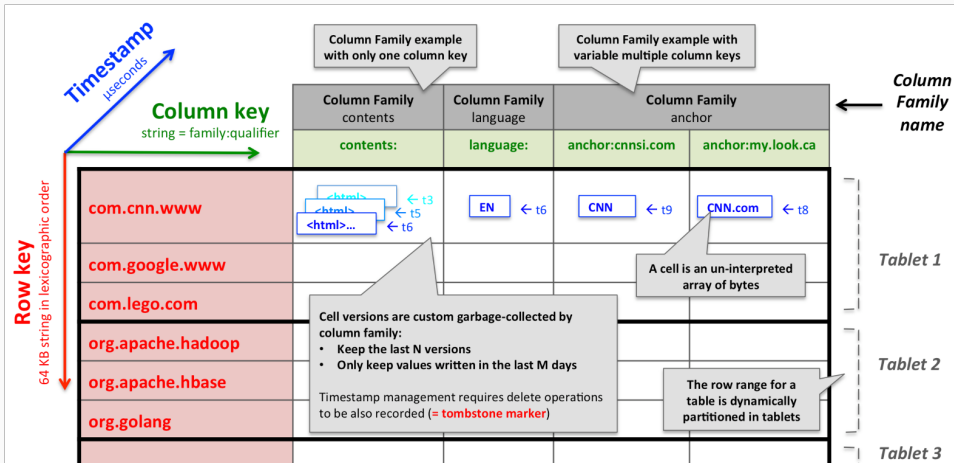 Column Family example
with only one column key
Column Family example with
variable multiple column keys
Timestamp
µseconds
Column key
string = family:qualifier
Column Family
contents
Column Family
language
Column Family
anchor
Column
Family
name
contents:
language:
anchor:cnnsi.com
anchor:my.look.ca
Row key
64 KB string in lexicographic order
com.cnn.www
<html>...
← t3
<html>...
← t5
<html>...
← t6
EN
← t6
CNN
← t9
CNN.com
← t8
com.google.www
A cell is an un-interpreted
array of bytes
Tablet 1
com.lego.com
Cell versions are custom garbage-collected by
column family:
• Keep the last N versions
• Only keep values written in the last M days
Timestamp management requires delete operations
to be also recorded (= tombstone marker)
org.apache.hadoop
Tablet 2
org.apache.hbase
The row range for
a table is dynamically
partitioned in tablets
org.golang
Tablet 3